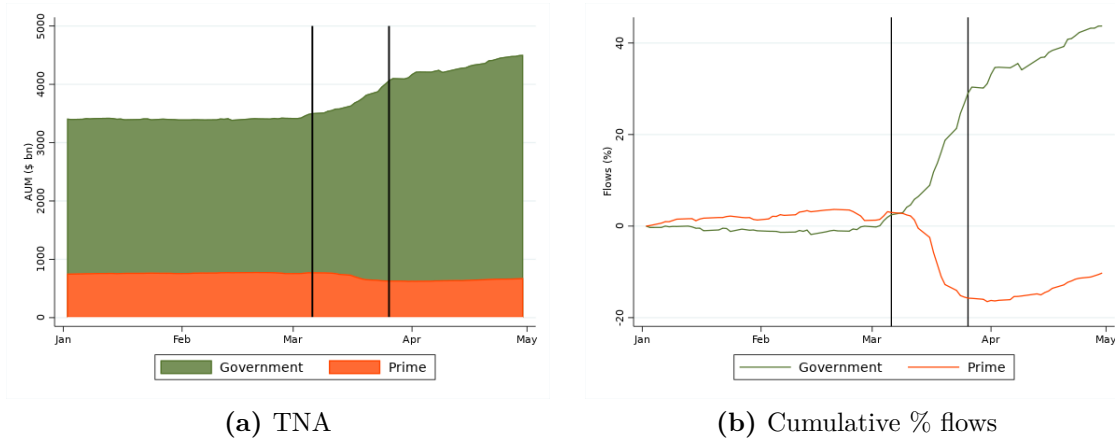 5000
4000
3000
2000
1000
0
AUM ($ bn)
Jan Feb Mar Apr May
Government Prime
(a) TNA
40
20
0
-20
Flows (%)
Jan Feb Mar Apr May
Government Prime
(b) Cumulative % flows